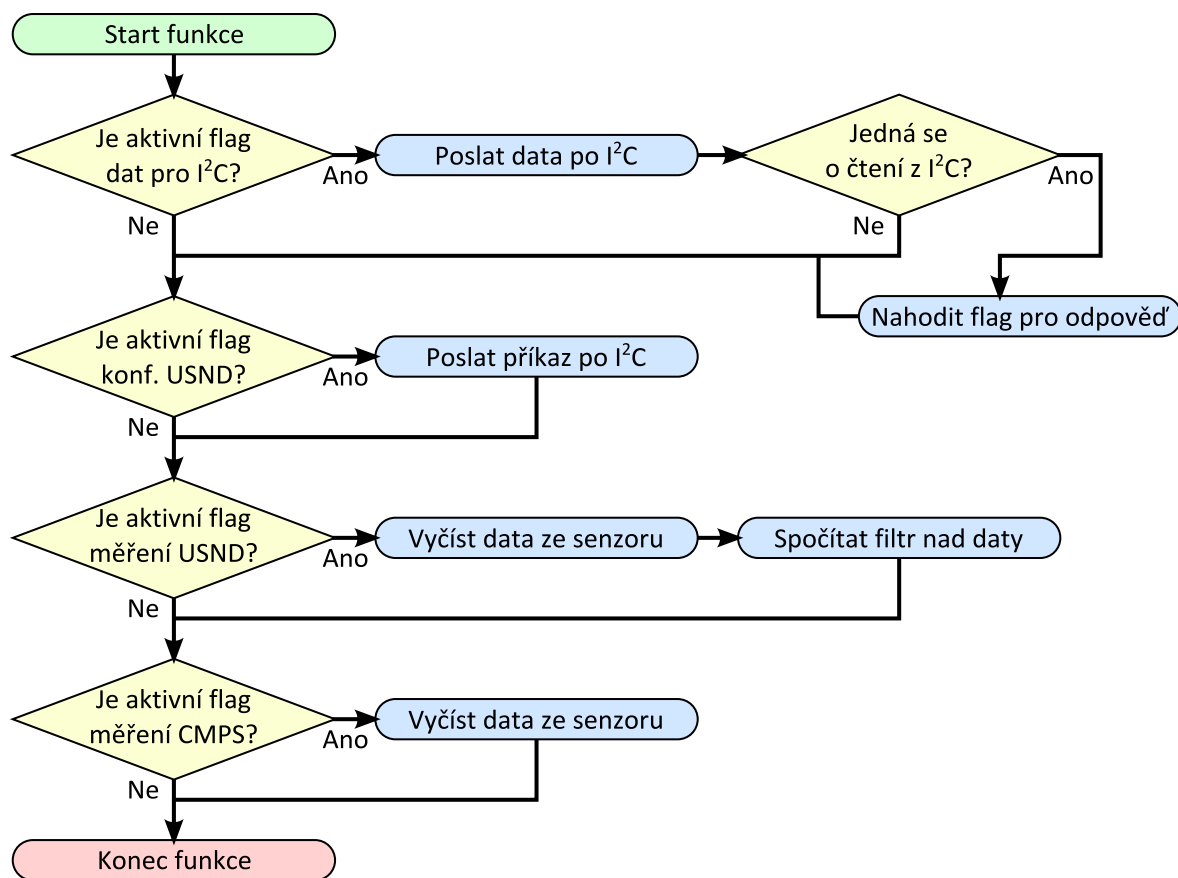 Start funkce
Je aktivní flag
dat pro I²C?
Ano
Poslat data po I²C
Jedná se
o čtení z I²C?
Ano
Ne
Ne
Nahodit flag pro odpověď
Je aktivní flag
konf. USND?
Ano
Poslat příkaz po I²C
Ne
Je aktivní flag
měření USND?
Ano
Vyčíst data ze senzoru
Spočítat filtr nad daty
Ne
Je aktivní flag
měření CMPS?
Ano
Vyčíst data ze senzoru
Ne
Konec funkce